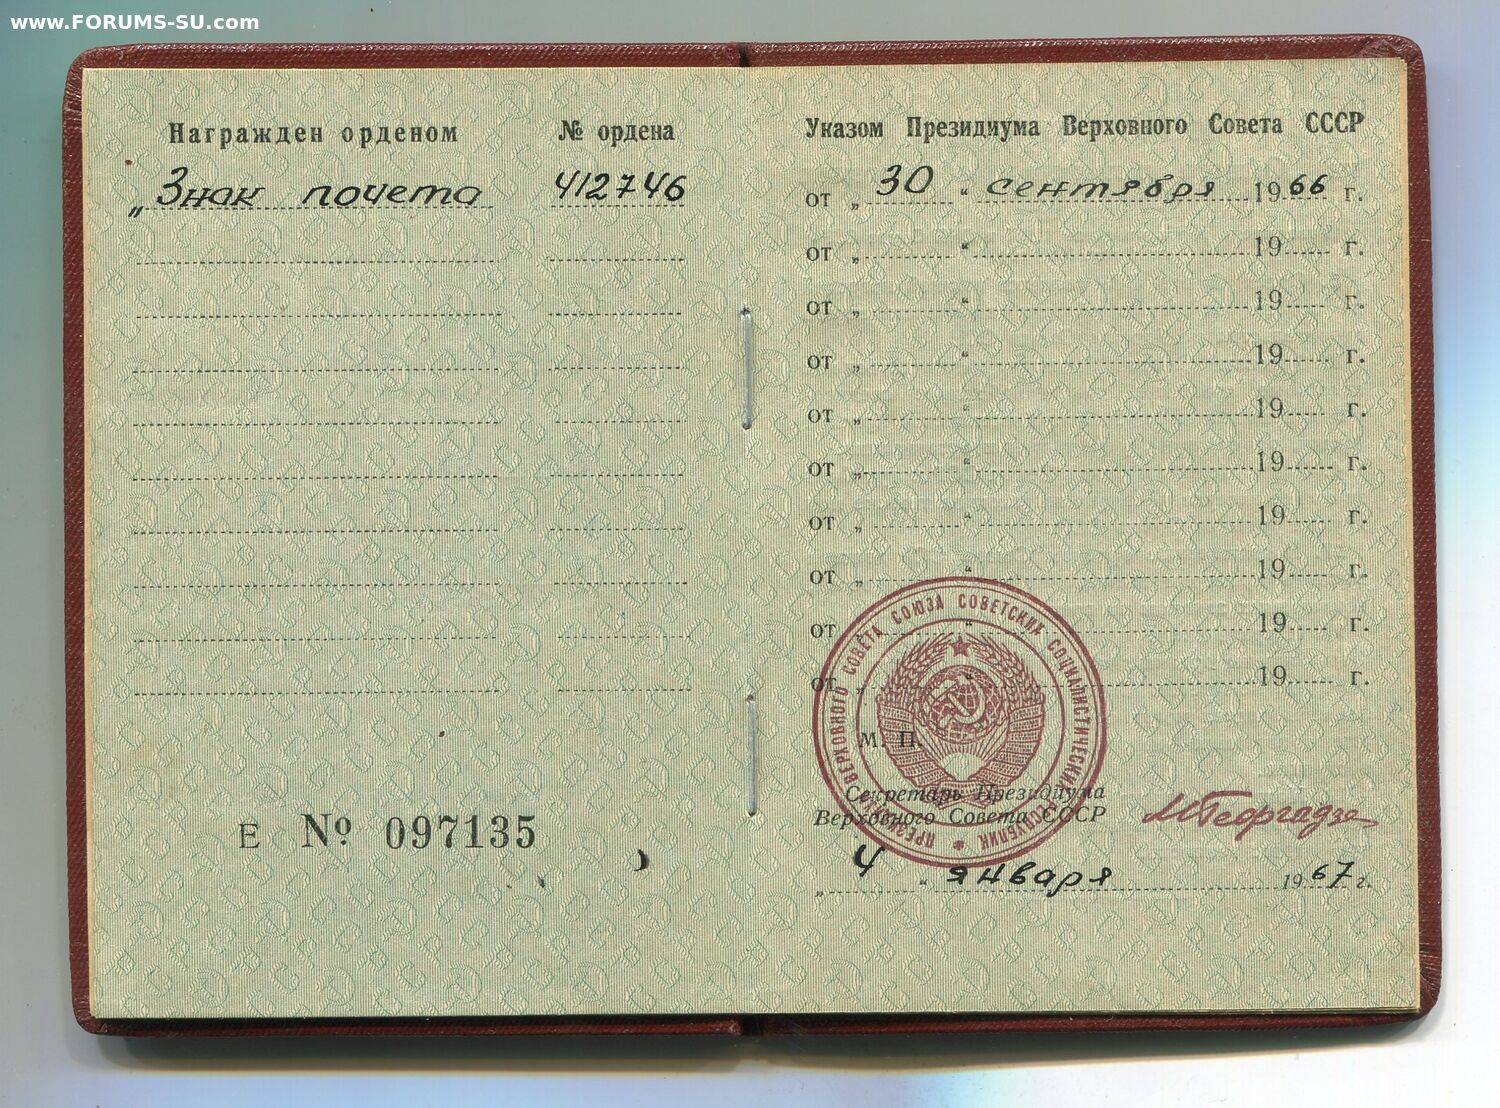 www.FORUMS-SU.com
Награжден орденом № ордена
„Знак почета 412746
Е № 097135
Указом Президиума Верховного Совета СССР
от „ 30 “ сентября 1966 г.
от „ “ 19 г.
от „ “ 19 г.
от „ “ 19 г.
от „ “ 19 г.
от „ “ 19 г.
от „ “ 19 г.
от „ “ 19 г.
от „ “ 19 г.
от „ “ 19 г.
ПРЕЗИДИУМ ВЕРХОВНОГО СОВЕТА СОЮЗА СОВЕТСКИХ СОЦИАЛИСТИЧЕСКИХ РЕСПУБЛИК
М. П.
Секретарь Президиума
Верховного Совета СССР МГеоргадзе
„ 4 “ января 1967 г.